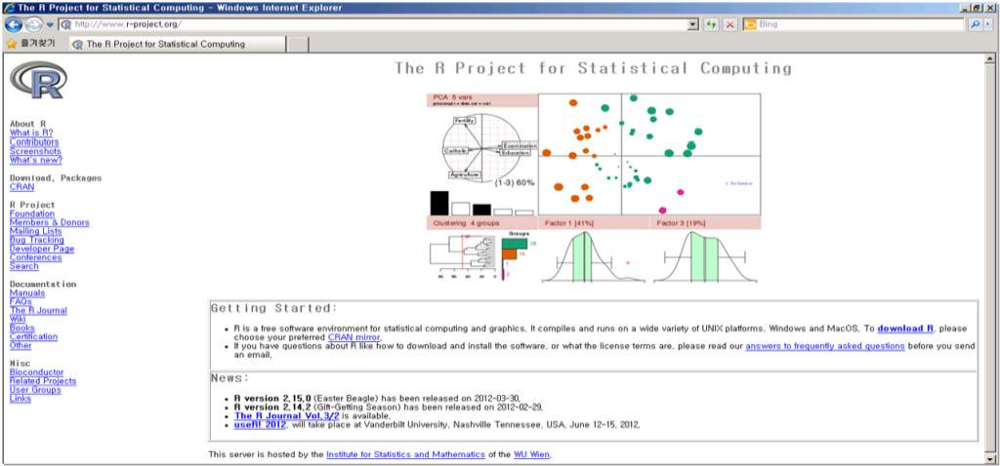 The R Project for Statistical Computing - Windows Internet Explorer
http://www.r-project.org/
Bing
즐겨찾기
The R Project for Statistical Computing
R
The R Project for Statistical Computing
About R
What is R?
Contributors
Screenshots
What's new?
Download, Packages
CRAN
R Project
Foundation
Members & Donors
Mailing Lists
Bug Tracking
Developer Page
Conferences
Search
Documentation
Manuals
FAQs
The R Journal
Wiki
Books
Certification
Other
Misc
Bioconductor
Related Projects
User Groups
Links
PCA 5 vars
Fertility
Catholic
Examination
Education
Agriculture
(1-3) 60%
Clustering 4 groups
Factor 1 [41%]
Factor 3 [19%]
Groups
Getting Started:
• R is a free software environment for statistical computing and graphics. It compiles and runs on a wide variety of UNIX platforms, Windows and MacOS. To download R, please
choose your preferred CRAN mirror.
• If you have questions about R like how to download and install the software, or what the license terms are, please read our answers to frequently asked questions before you send
an email.
News:
• R version 2.15.0 (Easter Beagle) has been released on 2012-03-30.
• R version 2.14.2 (Gift-Getting Season) has been released on 2012-02-29.
• The R Journal Vol.3/2 is available.
• useR! 2012, will take place at Vanderbilt University, Nashville Tennessee, USA, June 12-15, 2012.
This server is hosted by the Institute for Statistics and Mathematics of the WU Wien.